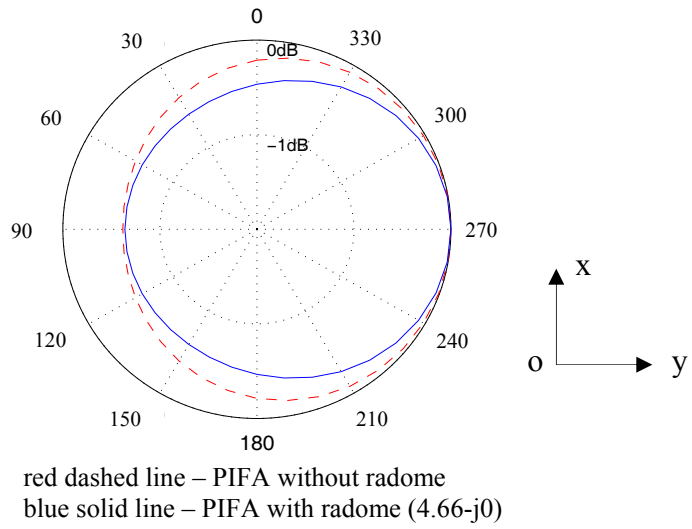 0
30
330
0dB
60
300
−1dB
90
270
x
o
y
120
240
150
210
180
red dashed line – PIFA without radome
blue solid line – PIFA with radome (4.66-j0)